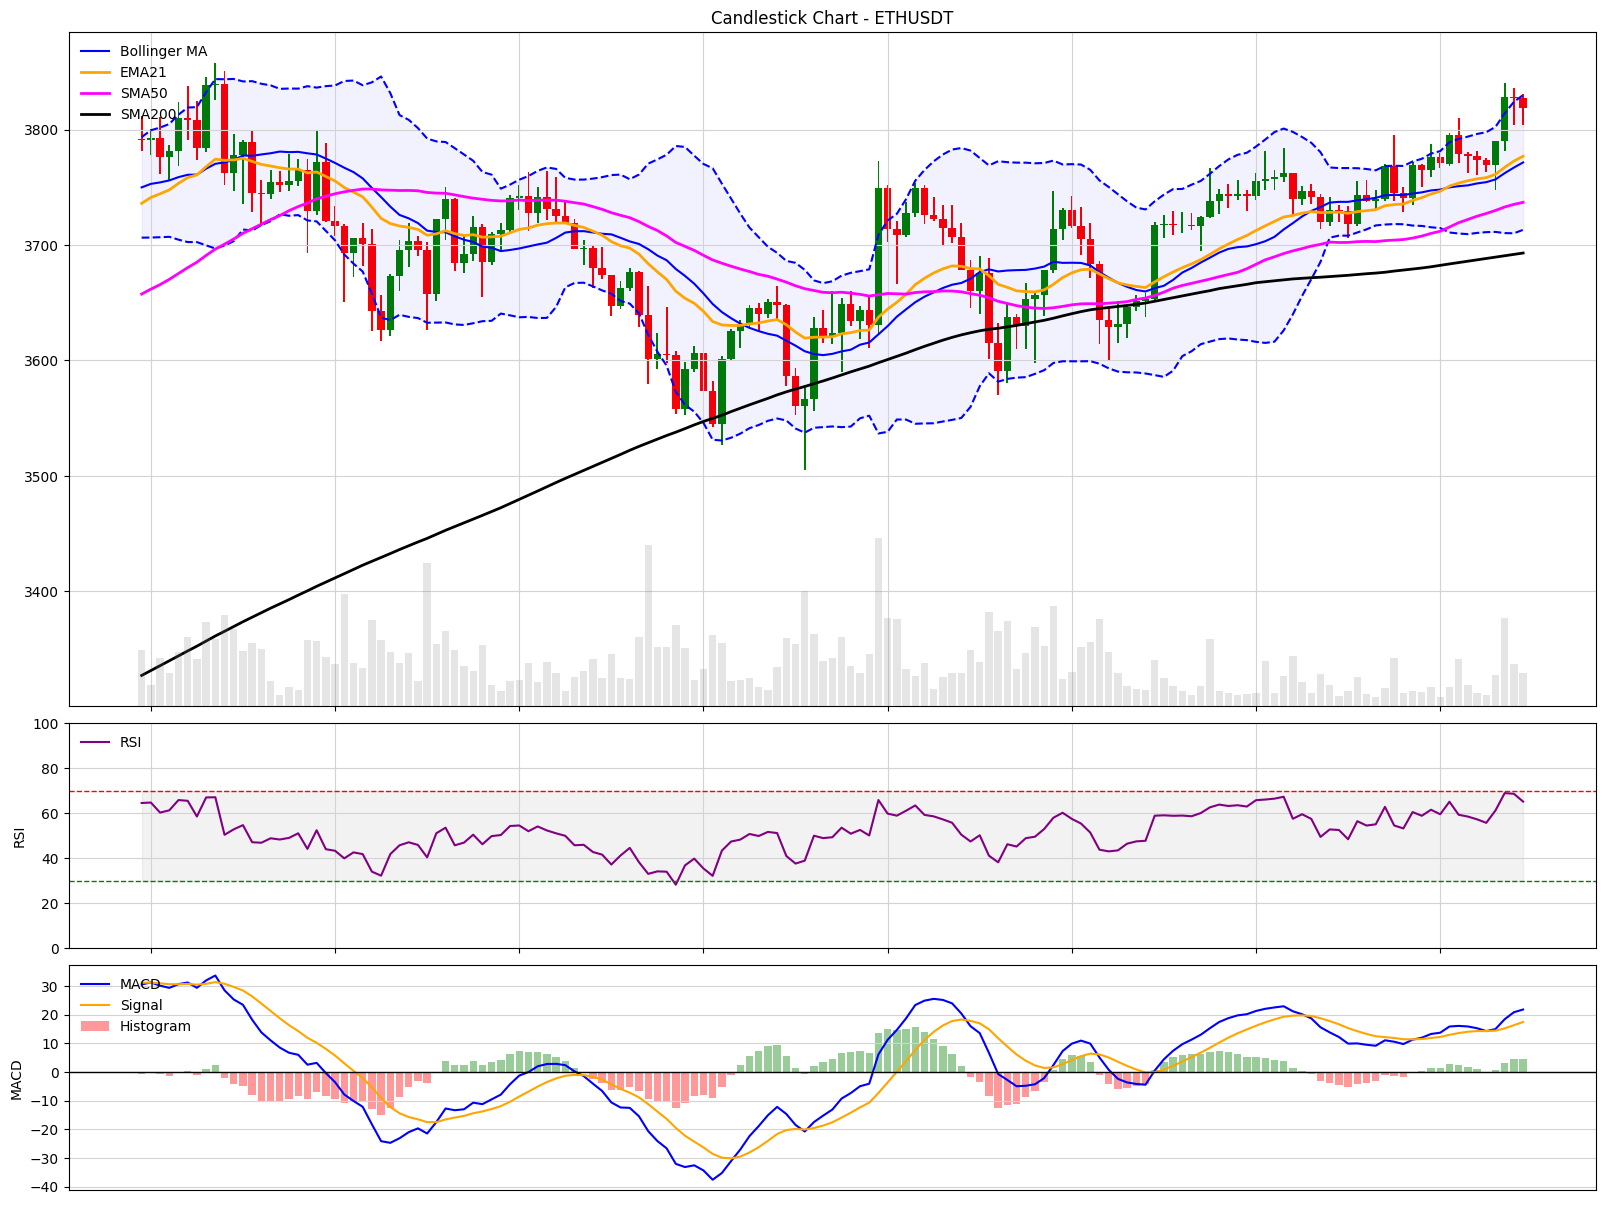 Candlestick Chart - ETHUSDT
Bollinger MA
EMA21
SMA50
SMA200
3800
3700
3600
3500
3400
RSI
100
80
60
40
20
0
RSI
MACD
Signal
Histogram
30
20
10
0
−10
−20
−30
−40
MACD